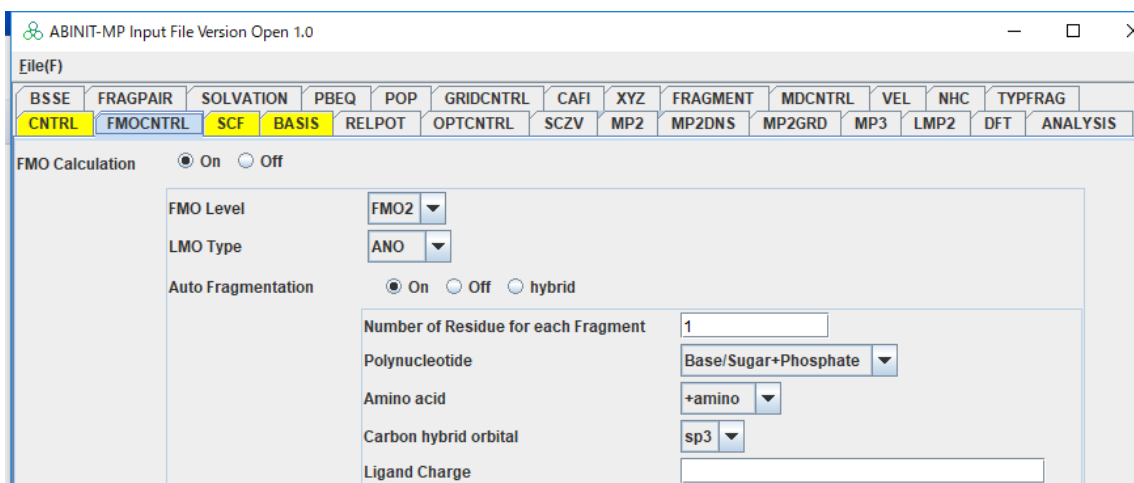 ABINIT-MP Input File Version Open 1.0
File(F)
BSSE FRAGPAIR SOLVATION PBEQ POP GRIDCNTRL CAFI XYZ FRAGMENT MDCNTRL VEL NHC TYPFRAG
CNTRL FMOCNTRL SCF BASIS RELPOT OPTCNTRL SCZV MP2 MP2DNS MP2GRD MP3 LMP2 DFT ANALYSIS
FMO Calculation On Off
FMO Level FMO2
LMO Type ANO
Auto Fragmentation On Off hybrid
Number of Residue for each Fragment 1
Polynucleotide Base/Sugar+Phosphate
Amino acid +amino
Carbon hybrid orbital sp3
Ligand Charge